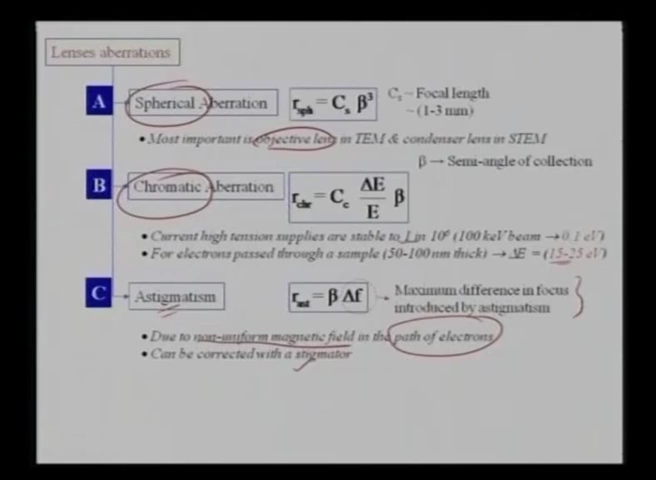 Lenses aberrations
A Spherical Aberration r_sph = C_s β³ C_s ~ Focal length
~ (1-3 mm)
• Most important is objective lens in TEM & condenser lens in STEM
β → Semi-angle of collection
B Chromatic Aberration r_chr = C_c ΔE/E β
• Current high tension supplies are stable to 1 in 10⁶ (100 keV beam → 0.1 eV)
• For electrons passed through a sample (50-100 nm thick) → ΔE = (15-25 eV)
C Astigmatism r_ast = β Δf → Maximum difference in focus
introduced by astigmatism
• Due to non-uniform magnetic field in the path of electrons
• Can be corrected with a stigmator